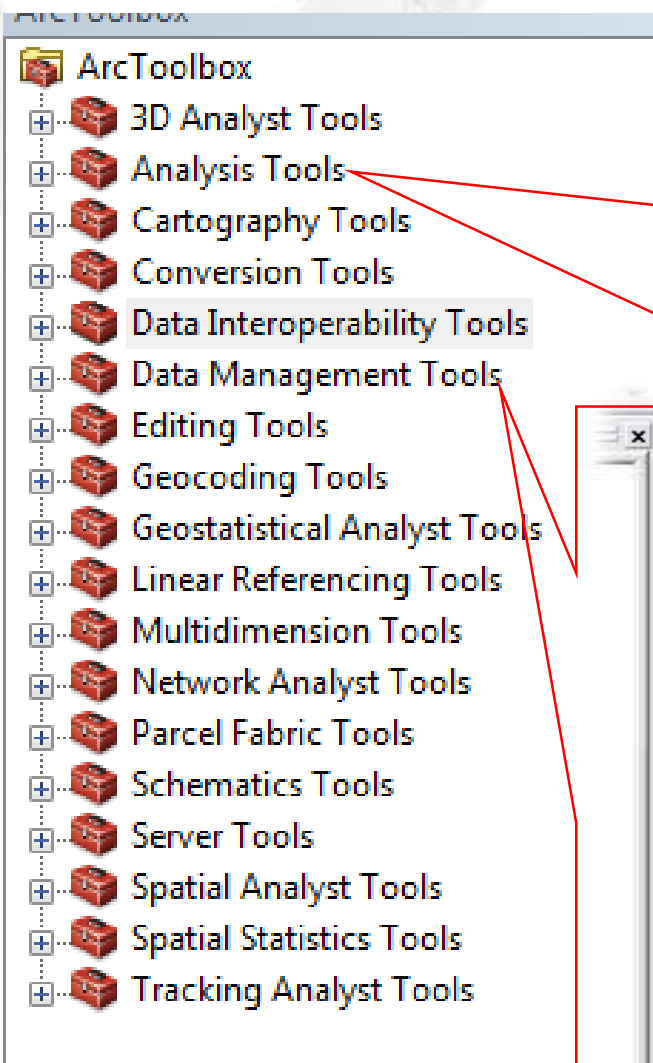 ArcToolbox
ArcToolbox
3D Analyst Tools
Analysis Tools
Cartography Tools
Conversion Tools
Data Interoperability Tools
Data Management Tools
Editing Tools
Geocoding Tools
Geostatistical Analyst Tools
Linear Referencing Tools
Multidimension Tools
Network Analyst Tools
Parcel Fabric Tools
Schematics Tools
Server Tools
Spatial Analyst Tools
Spatial Statistics Tools
Tracking Analyst Tools